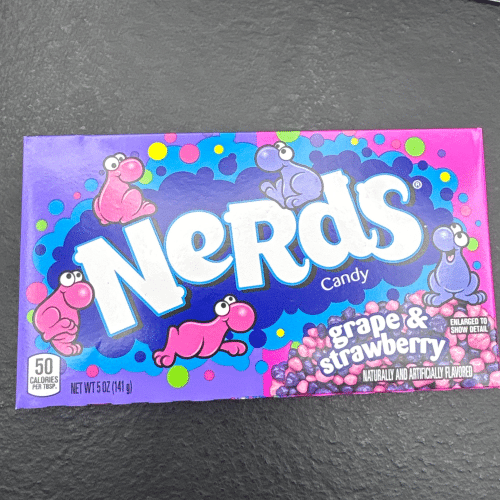 NeRdS®
Candy
grape &
strawberry
ENLARGED TO
SHOW DETAIL
NATURALLY AND ARTIFICIALLY FLAVORED
50
CALORIES
PER TBSP.
NET WT 5 OZ (141 g)